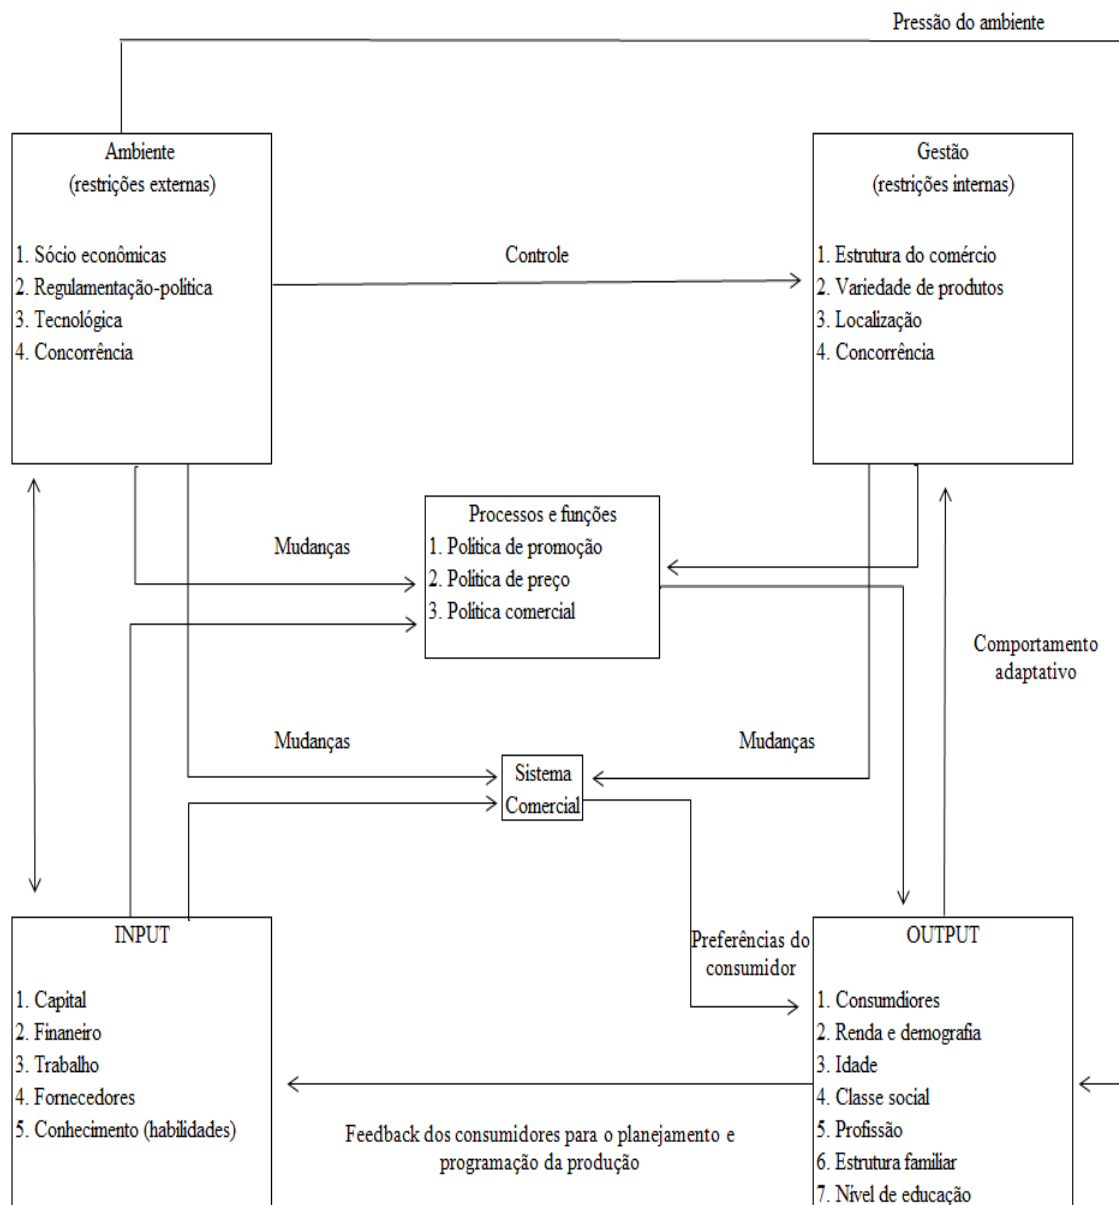 Pressão do ambiente
Ambiente
(restrições externas)
1. Sócio econômicas
2. Regulamentação-política
3. Tecnológica
4. Concorrência
Controle
Gestão
(restrições internas)
1. Estrutura do comércio
2. Variedade de produtos
3. Localização
4. Concorrência
Mudanças
Processos e funções
1. Política de promoção
2. Política de preço
3. Política comercial
Comportamento
adaptativo
Mudanças
Sistema
Comercial
Mudanças
INPUT
1. Capital
2. Finaneiro
3. Trabalho
4. Fornecedores
5. Conhecimento (habilidades)
Preferências do
consumidor
OUTPUT
1. Consumdiores
2. Renda e demografia
3. Idade
4. Classe social
5. Profissão
6. Estrutura familiar
7. Nível de educação
Feedback dos consumidores para o planejamento e
programação da produção